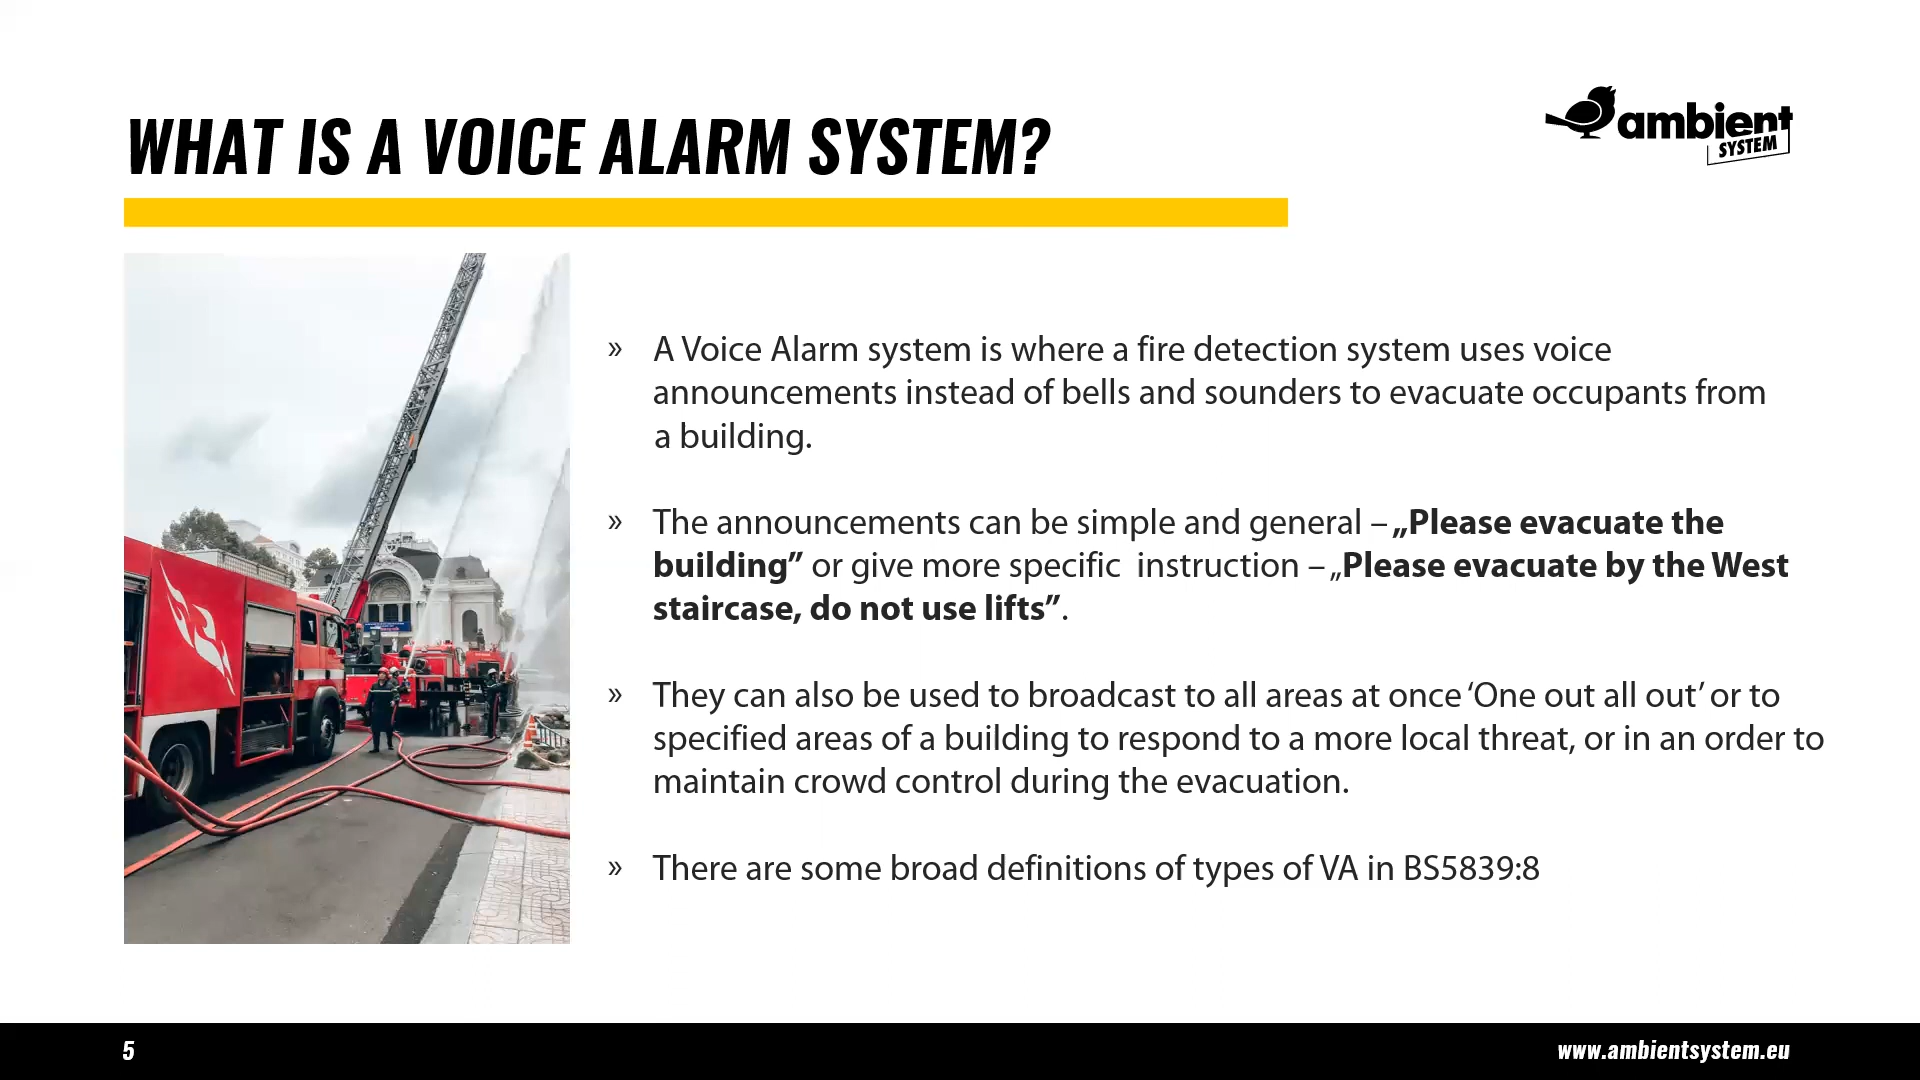 WHAT IS A VOICE ALARM SYSTEM?
ambient
SYSTEM
» A Voice Alarm system is where a fire detection system uses voice
announcements instead of bells and sounders to evacuate occupants from
a building.
» The announcements can be simple and general – „Please evacuate the
building” or give more specific  instruction – „Please evacuate by the West
staircase, do not use lifts”.
» They can also be used to broadcast to all areas at once ‘One out all out’ or to
specified areas of a building to respond to a more local threat, or in an order to
maintain crowd control during the evacuation.
» There are some broad definitions of types of VA in BS5839:8
5
www.ambientsystem.eu